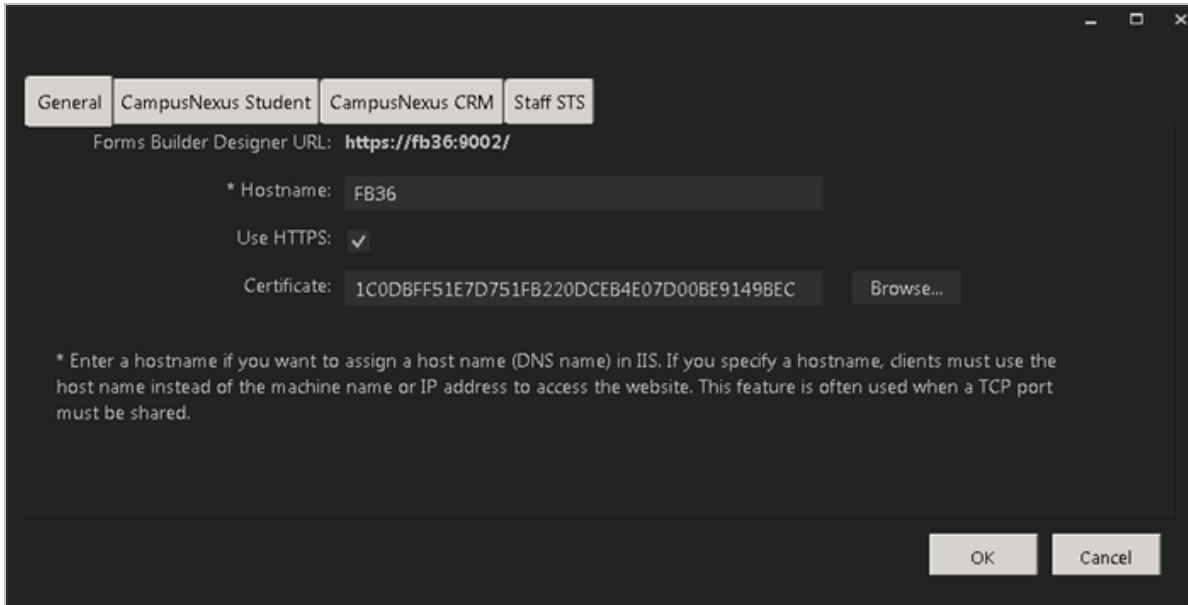 General CampusNexus Student CampusNexus CRM Staff STS
Forms Builder Designer URL: https://fb36:9002/
* Hostname: FB36
Use HTTPS:
Certificate: 1C0DBFF51E7D751FB220DCEB4E07D00BE9149BEC Browse...
* Enter a hostname if you want to assign a host name (DNS name) in IIS. If you specify a hostname, clients must use the
host name instead of the machine name or IP address to access the website. This feature is often used when a TCP port
must be shared.
OK Cancel